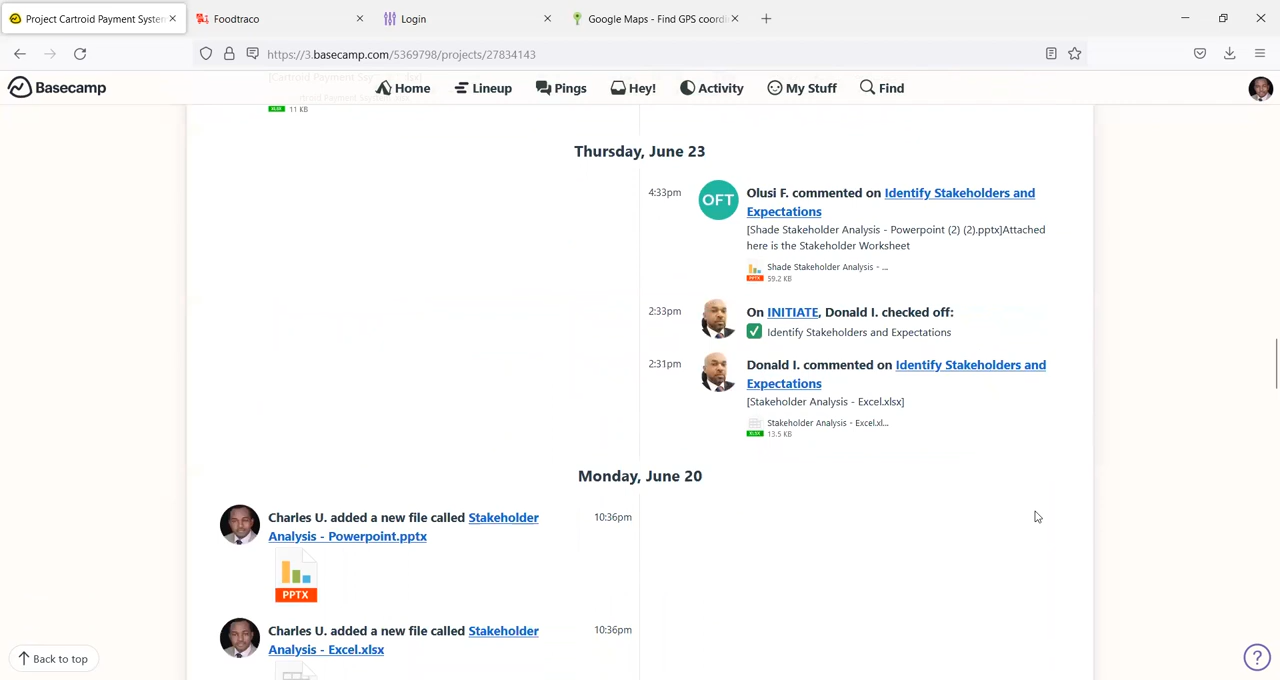 Project Cartroid Payment System
Foodtraco
Login
Google Maps - Find GPS coordi
https://3.basecamp.com/5369798/projects/27834143
Basecamp
Home
Lineup
Pings
Hey!
Activity
My Stuff
Find
XLSX
11 KB
Thursday, June 23
4:33pm
OFT
Olusi F. commented on Identify Stakeholders and
Expectations
[Shade Stakeholder Analysis - Powerpoint (2) (2).pptx]Attached
here is the Stakeholder Worksheet
Shade Stakeholder Analysis - ...
PPTX
59.2 KB
2:33pm
On INITIATE, Donald I. checked off:
Identify Stakeholders and Expectations
2:31pm
Donald I. commented on Identify Stakeholders and
Expectations
[Stakeholder Analysis - Excel.xlsx]
Stakeholder Analysis - Excel.xl...
XLSX
13.5 KB
Monday, June 20
Charles U. added a new file called Stakeholder
Analysis - Powerpoint.pptx
10:36pm
PPTX
Charles U. added a new file called Stakeholder
Analysis - Excel.xlsx
10:36pm
Back to top
?